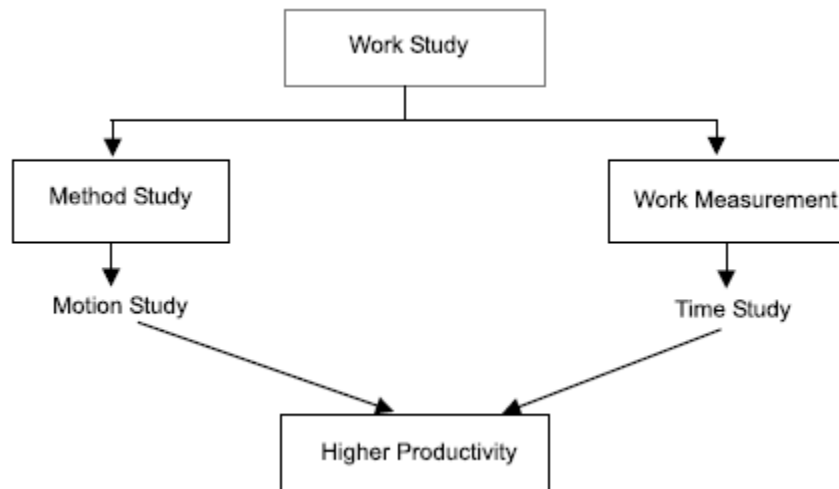 Work Study
Method Study
Work Measurement
Motion Study
Time Study
Higher Productivity